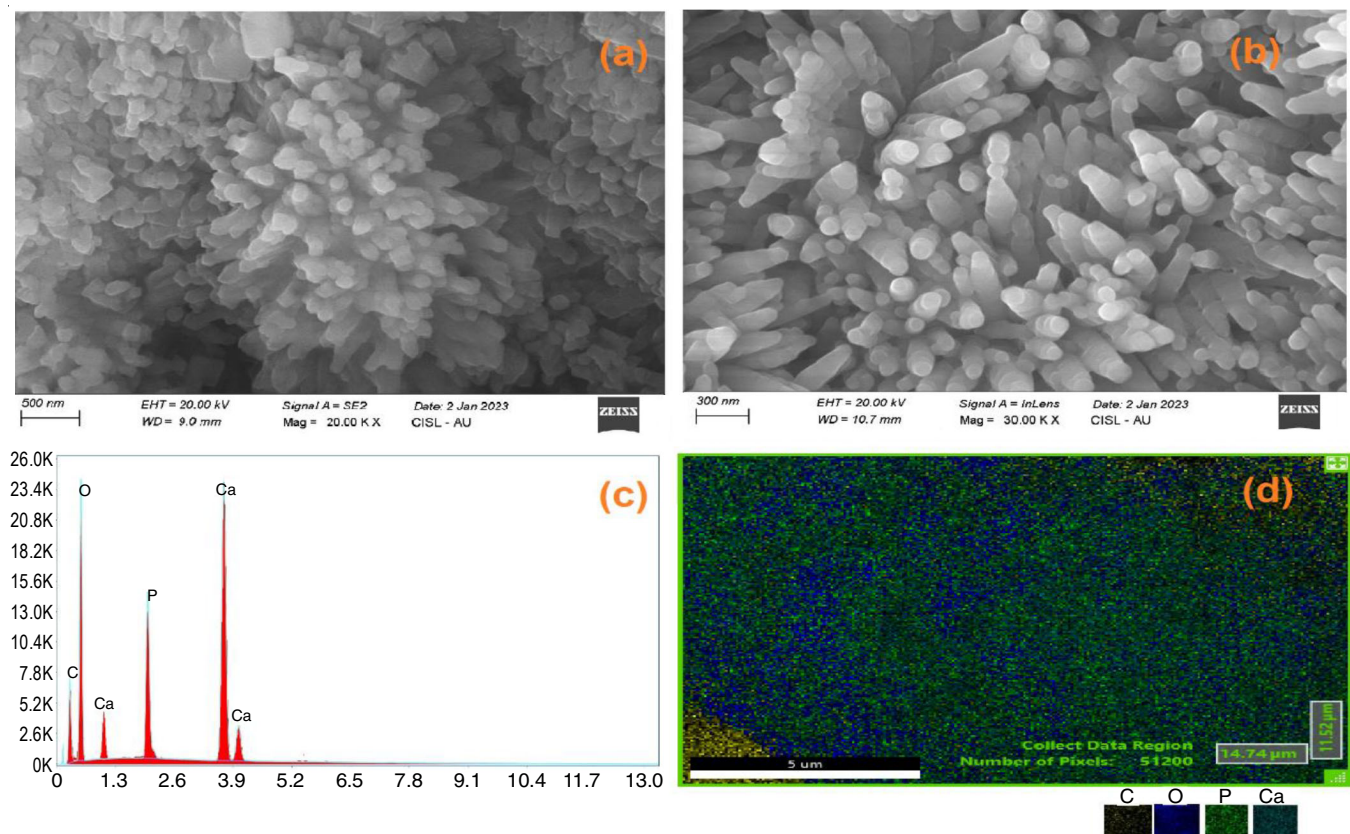 (a)
500 nm
EHT = 20.00 kV
WD = 9.0 mm
Signal A = SE2
Mag = 20.00 K X
Date: 2 Jan 2023
CISL - AU
ZEISS
(b)
300 nm
EHT = 20.00 kV
WD = 10.7 mm
Signal A = InLens
Mag = 30.00 K X
Date: 2 Jan 2023
CISL - AU
ZEISS
(c)
26.0K
23.4K
20.8K
18.2K
15.6K
13.0K
10.4K
7.8K
5.2K
2.6K
0K
C
O
Ca
P
Ca
Ca
0 1.3 2.6 3.9 5.2 6.5 7.8 9.1 10.4 11.7 13.0
(d)
Collect Data Region
Number of Pixels: 51200
14.74 µm
11.52 µm
5 um
C O P Ca